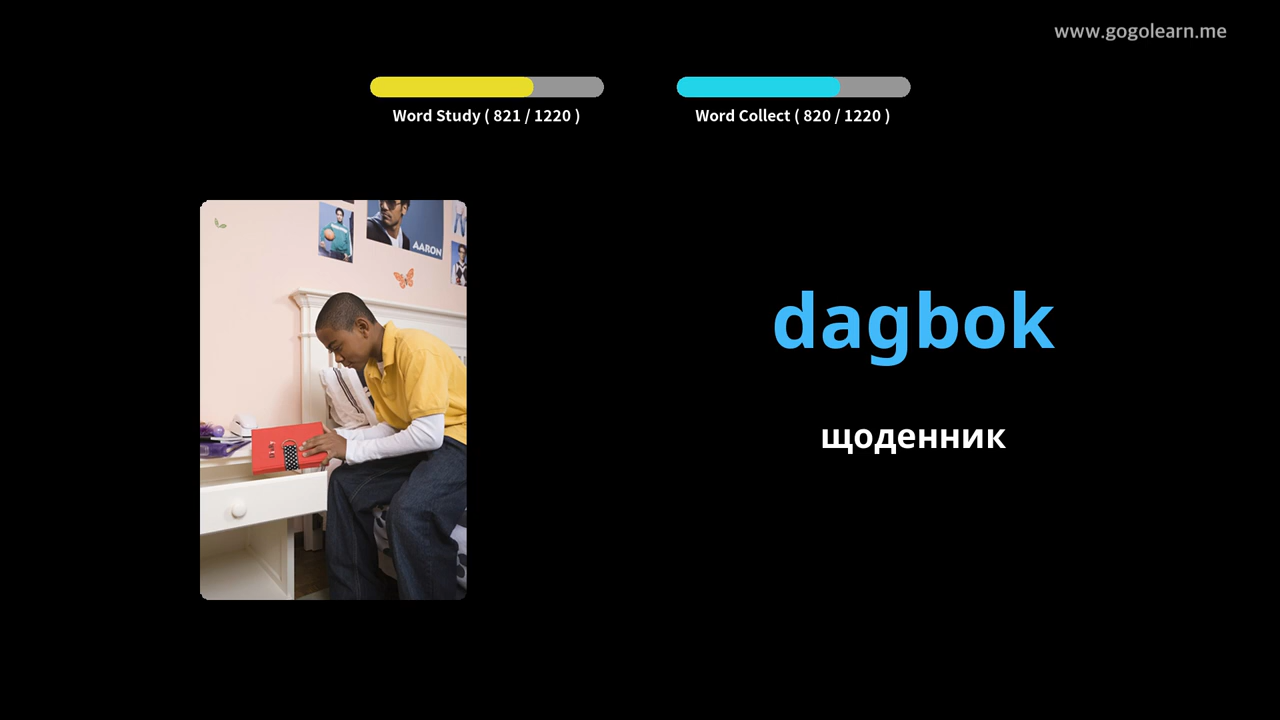 www.gogolearn.me
Word Study ( 821 / 1220 )
Word Collect ( 820 / 1220 )
AARON
dagbok
щоденник